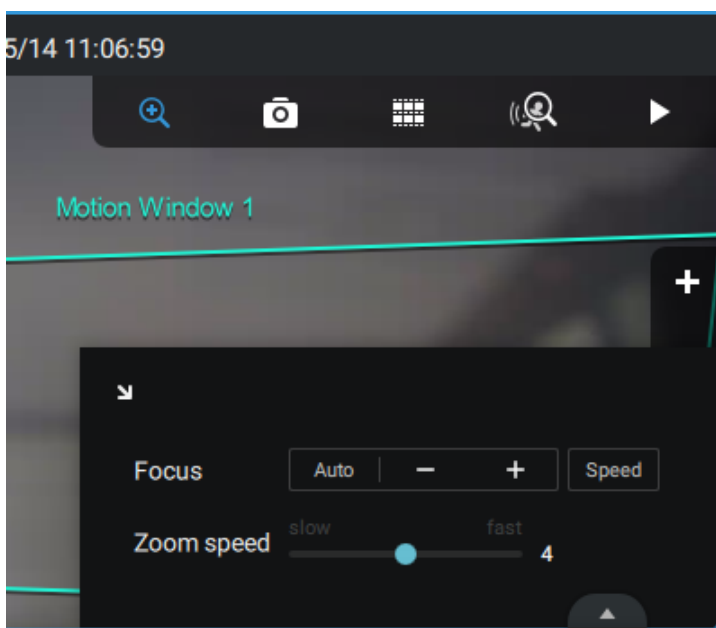 5/14 11:06:59
Motion Window 1
Focus
Auto
Speed
Zoom speed
slow
fast
4